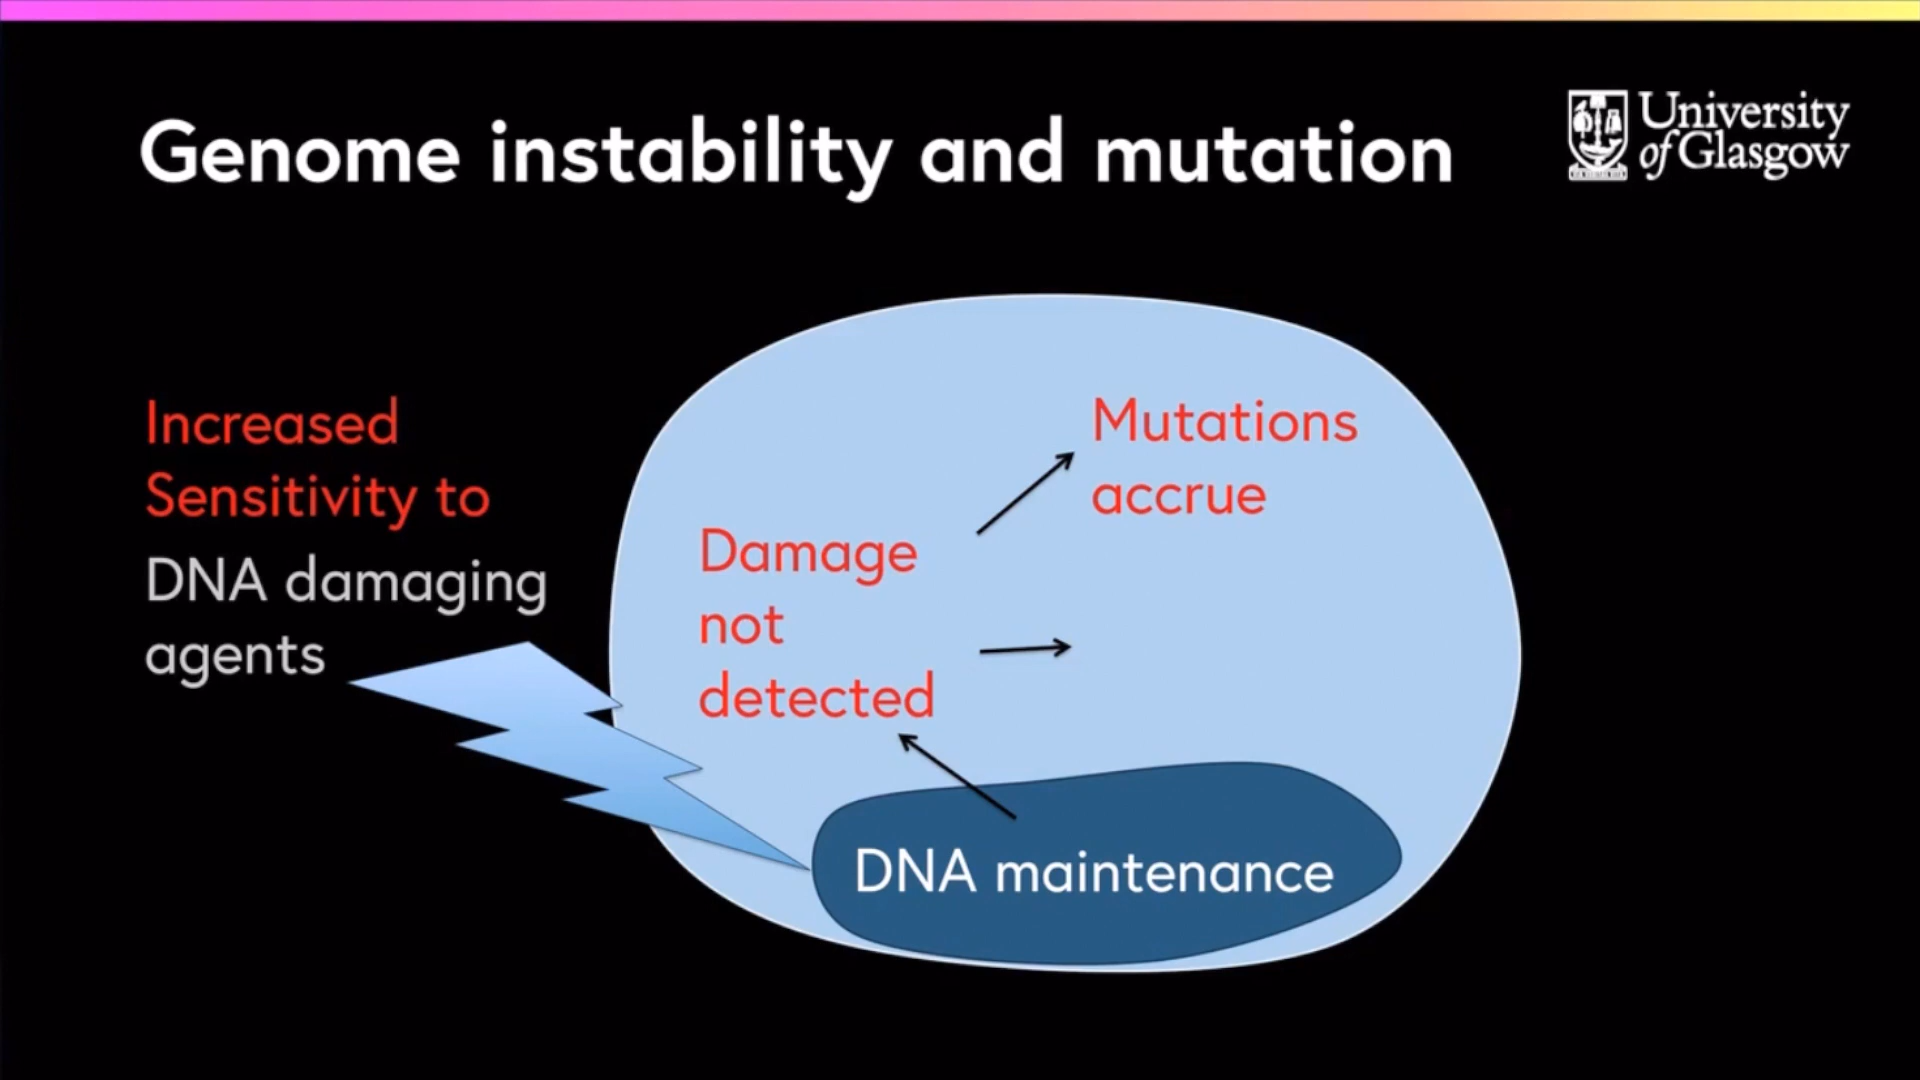 Genome instability and mutation
University
of Glasgow
Increased
Sensitivity to
DNA damaging
agents
Mutations
accrue
Damage
not
detected
DNA maintenance